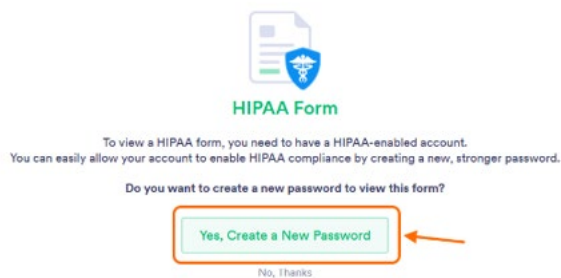 HIPAA Form
To view a HIPAA form, you need to have a HIPAA-enabled account.
You can easily allow your account to enable HIPAA compliance by creating a new, stronger password.
Do you want to create a new password to view this form?
Yes, Create a New Password
No, Thanks